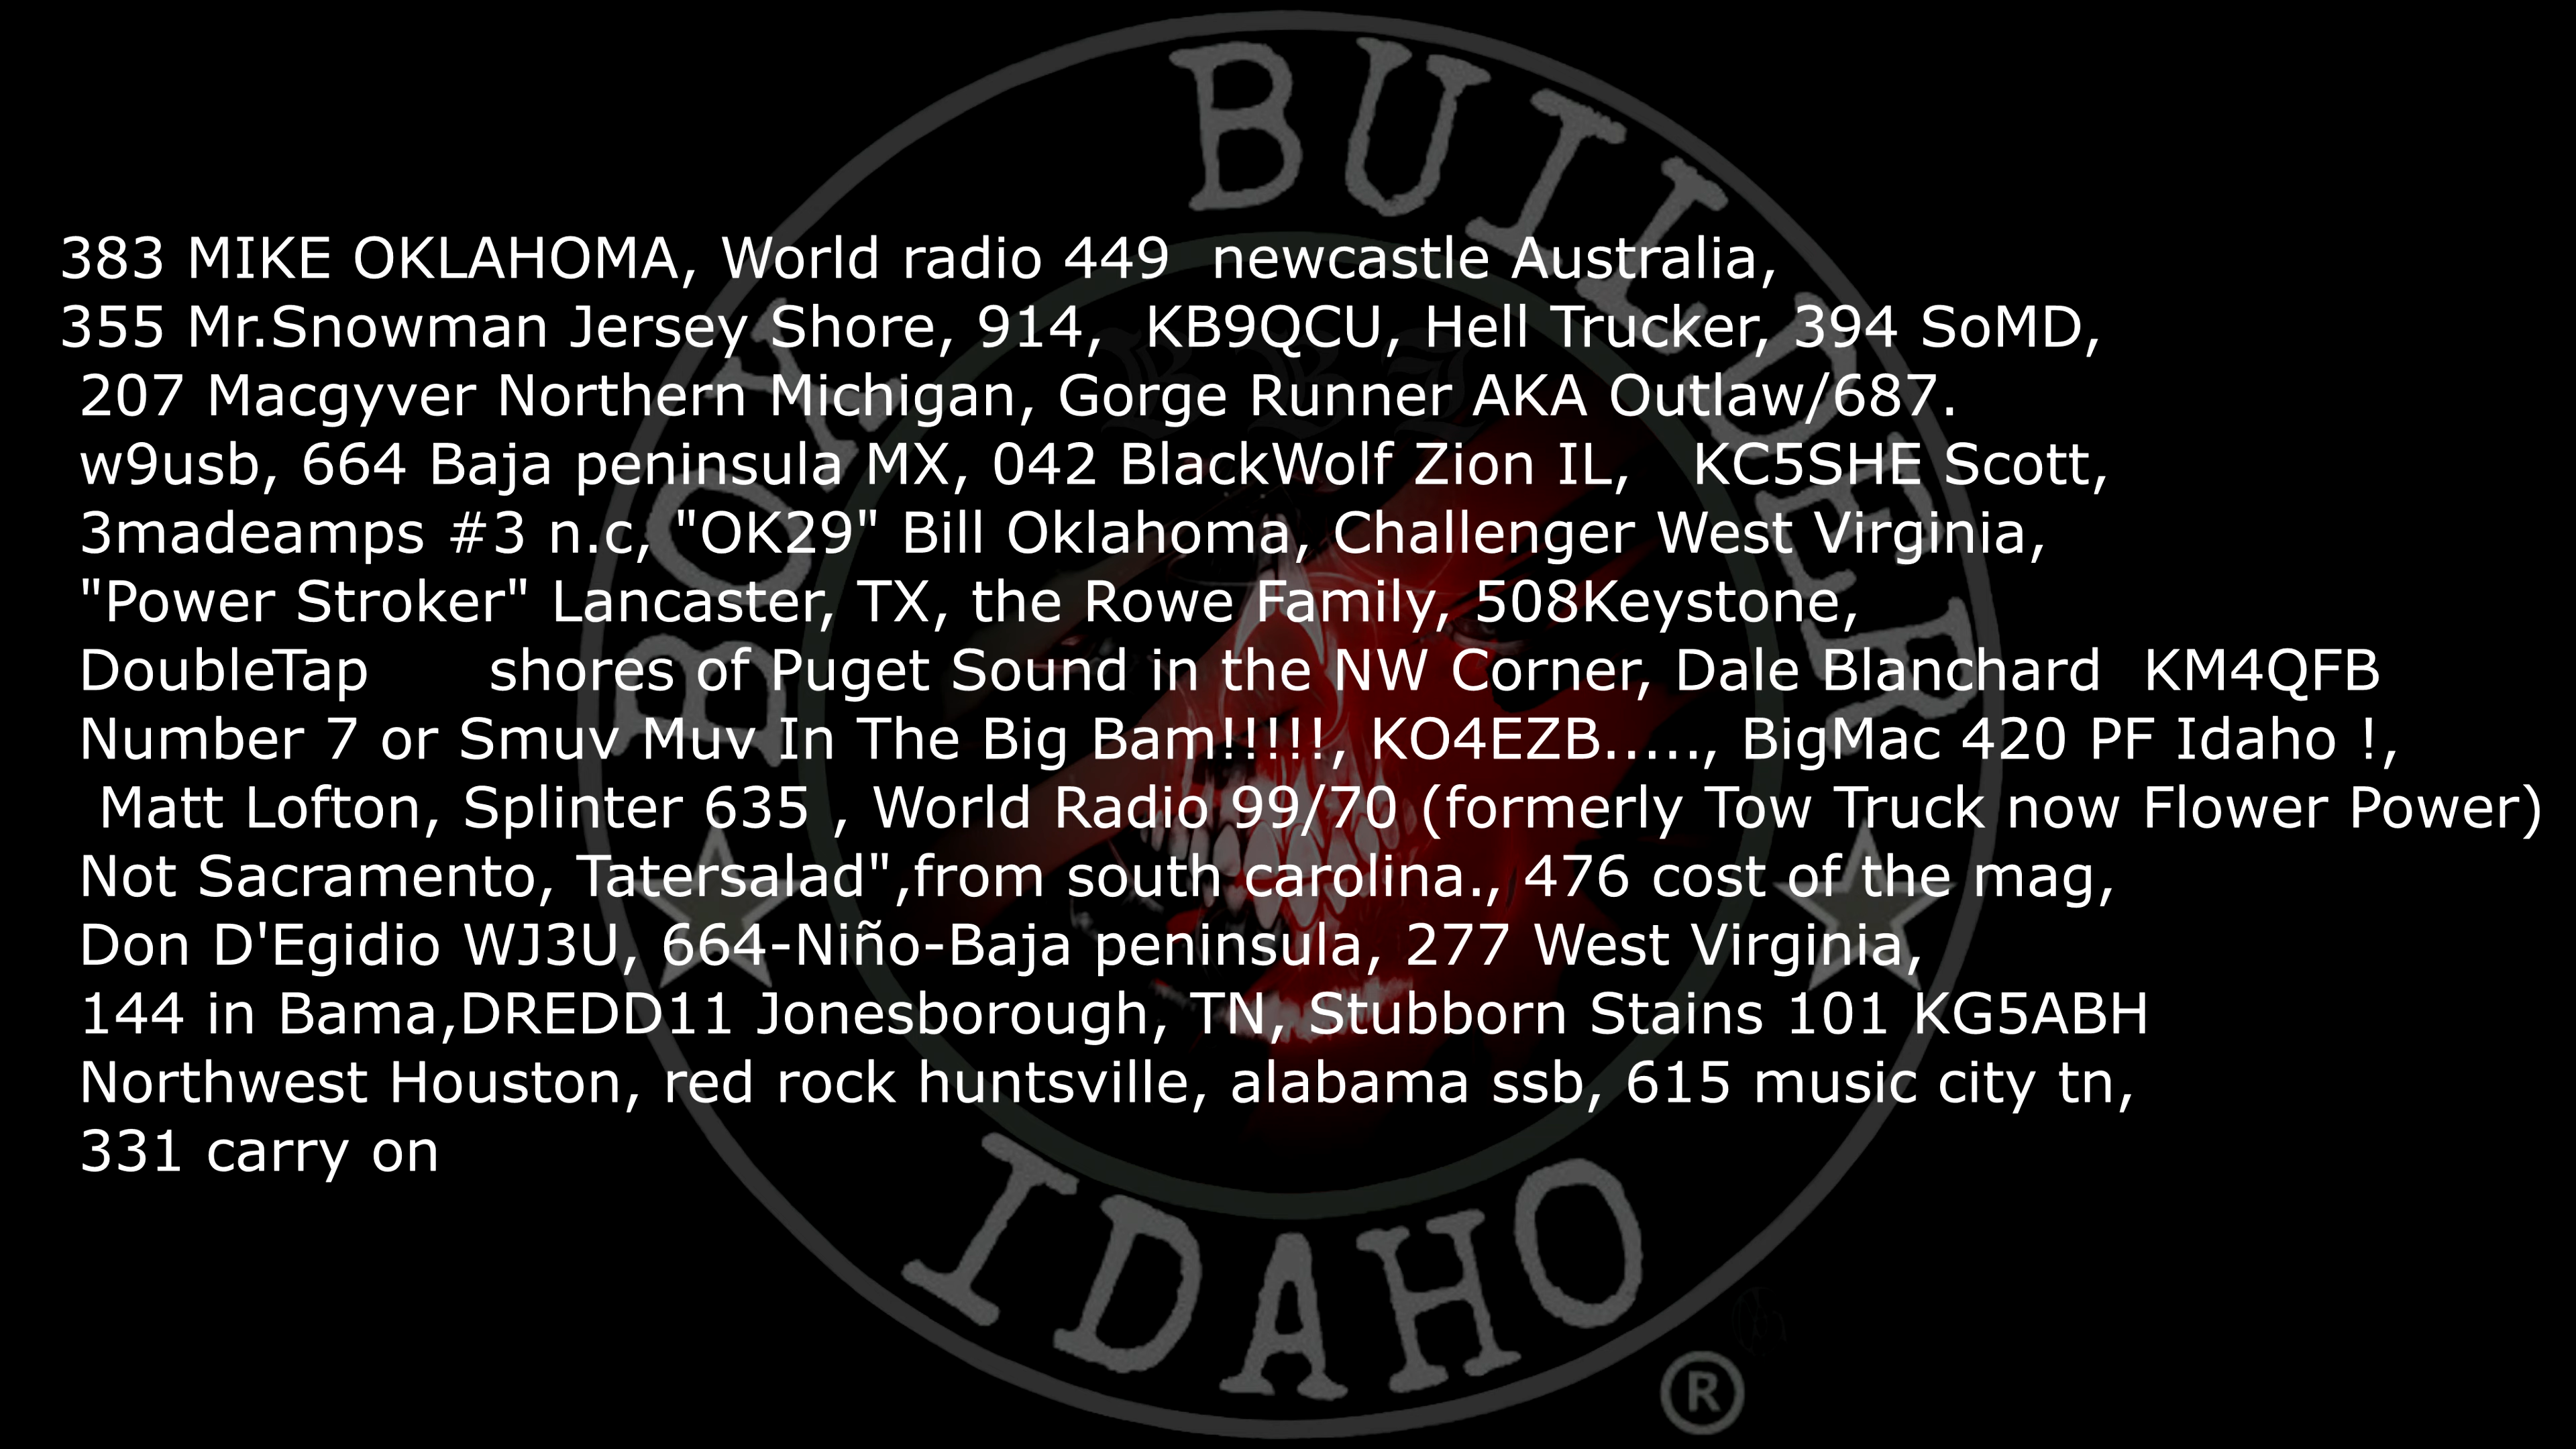 BOX BUILDER
383 MIKE OKLAHOMA, World radio 449  newcastle Australia,
355 Mr.Snowman Jersey Shore, 914,  KB9QCU, Hell Trucker, 394 SoMD,
207 Macgyver Northern Michigan, Gorge Runner AKA Outlaw/687.
w9usb, 664 Baja peninsula MX, 042 BlackWolf Zion IL,   KC5SHE Scott,
3madeamps #3 n.c, "OK29" Bill Oklahoma, Challenger West Virginia,
"Power Stroker" Lancaster, TX, the Rowe Family, 508Keystone,
DoubleTap      shores of Puget Sound in the NW Corner, Dale Blanchard  KM4QFB
Number 7 or Smuv Muv In The Big Bam!!!!!, KO4EZB....., BigMac 420 PF Idaho !,
Matt Lofton, Splinter 635 , World Radio 99/70 (formerly Tow Truck now Flower Power)
Not Sacramento, Tatersalad",from south carolina., 476 cost of the mag,
Don D'Egidio WJ3U, 664-Niño-Baja peninsula, 277 West Virginia,
144 in Bama,DREDD11 Jonesborough, TN, Stubborn Stains 101 KG5ABH
Northwest Houston, red rock huntsville, alabama ssb, 615 music city tn,
331 carry on
IDAHO
®